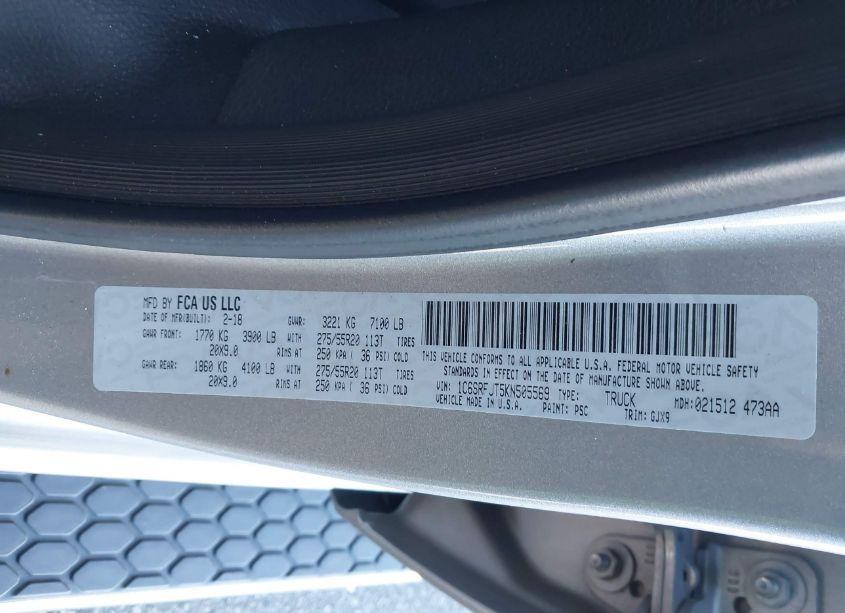 MFD BY FCA US LLC
DATE OF MFR(BUILT): 2-18 GVWR: 3221 KG 7100 LB
GAWR FRONT: 1770 KG 3900 LB WITH 275/55R20 113T TIRES
20X9.0 RIMS AT 250 KPA ( 36 PSI) COLD
GAWR REAR: 1860 KG 4100 LB WITH 275/55R20 113T TIRES
20X9.0 RIMS AT 250 KPA ( 36 PSI) COLD
THIS VEHICLE CONFORMS TO ALL APPLICABLE U.S.A. FEDERAL MOTOR VEHICLE SAFETY
STANDARDS IN EFFECT ON THE DATE OF MANUFACTURE SHOWN ABOVE.
VIN: 1C6SRFJT5KN505569 TYPE: TRUCK MDH: 021512 473AA
VEHICLE MADE IN U.S.A. PAINT: PSC TRIM: GJX9